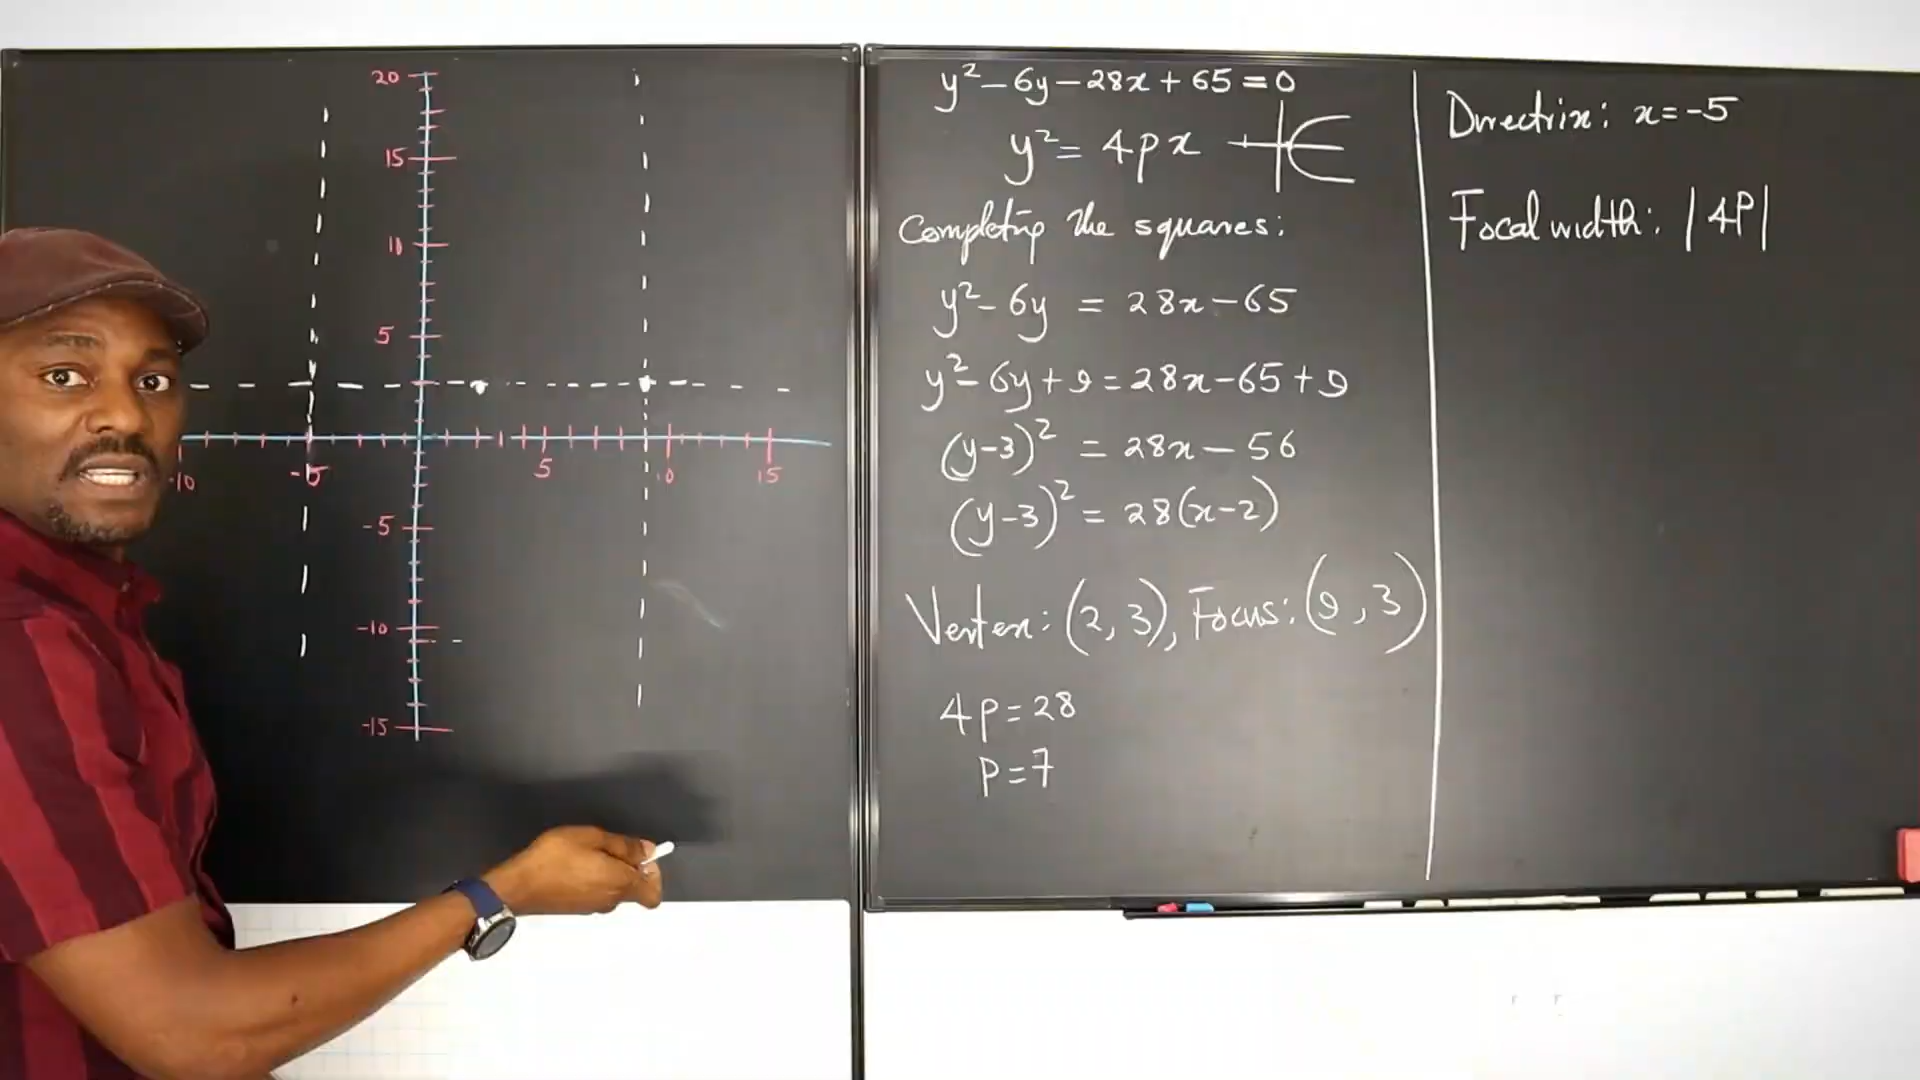 20
15
10
5
-10 -5 5 10 15
-5
-10
-15
y² - 6y - 28x + 65 = 0
y² = 4px
Completing the squares:
y² - 6y = 28x - 65
y² - 6y + 9 = 28x - 65 + 9
(y-3)² = 28x - 56
(y-3)² = 28(x-2)
Vertex: (2, 3), Focus: (9, 3)
4p = 28
P = 7
Directrix: x = -5
Focal width: |4P|